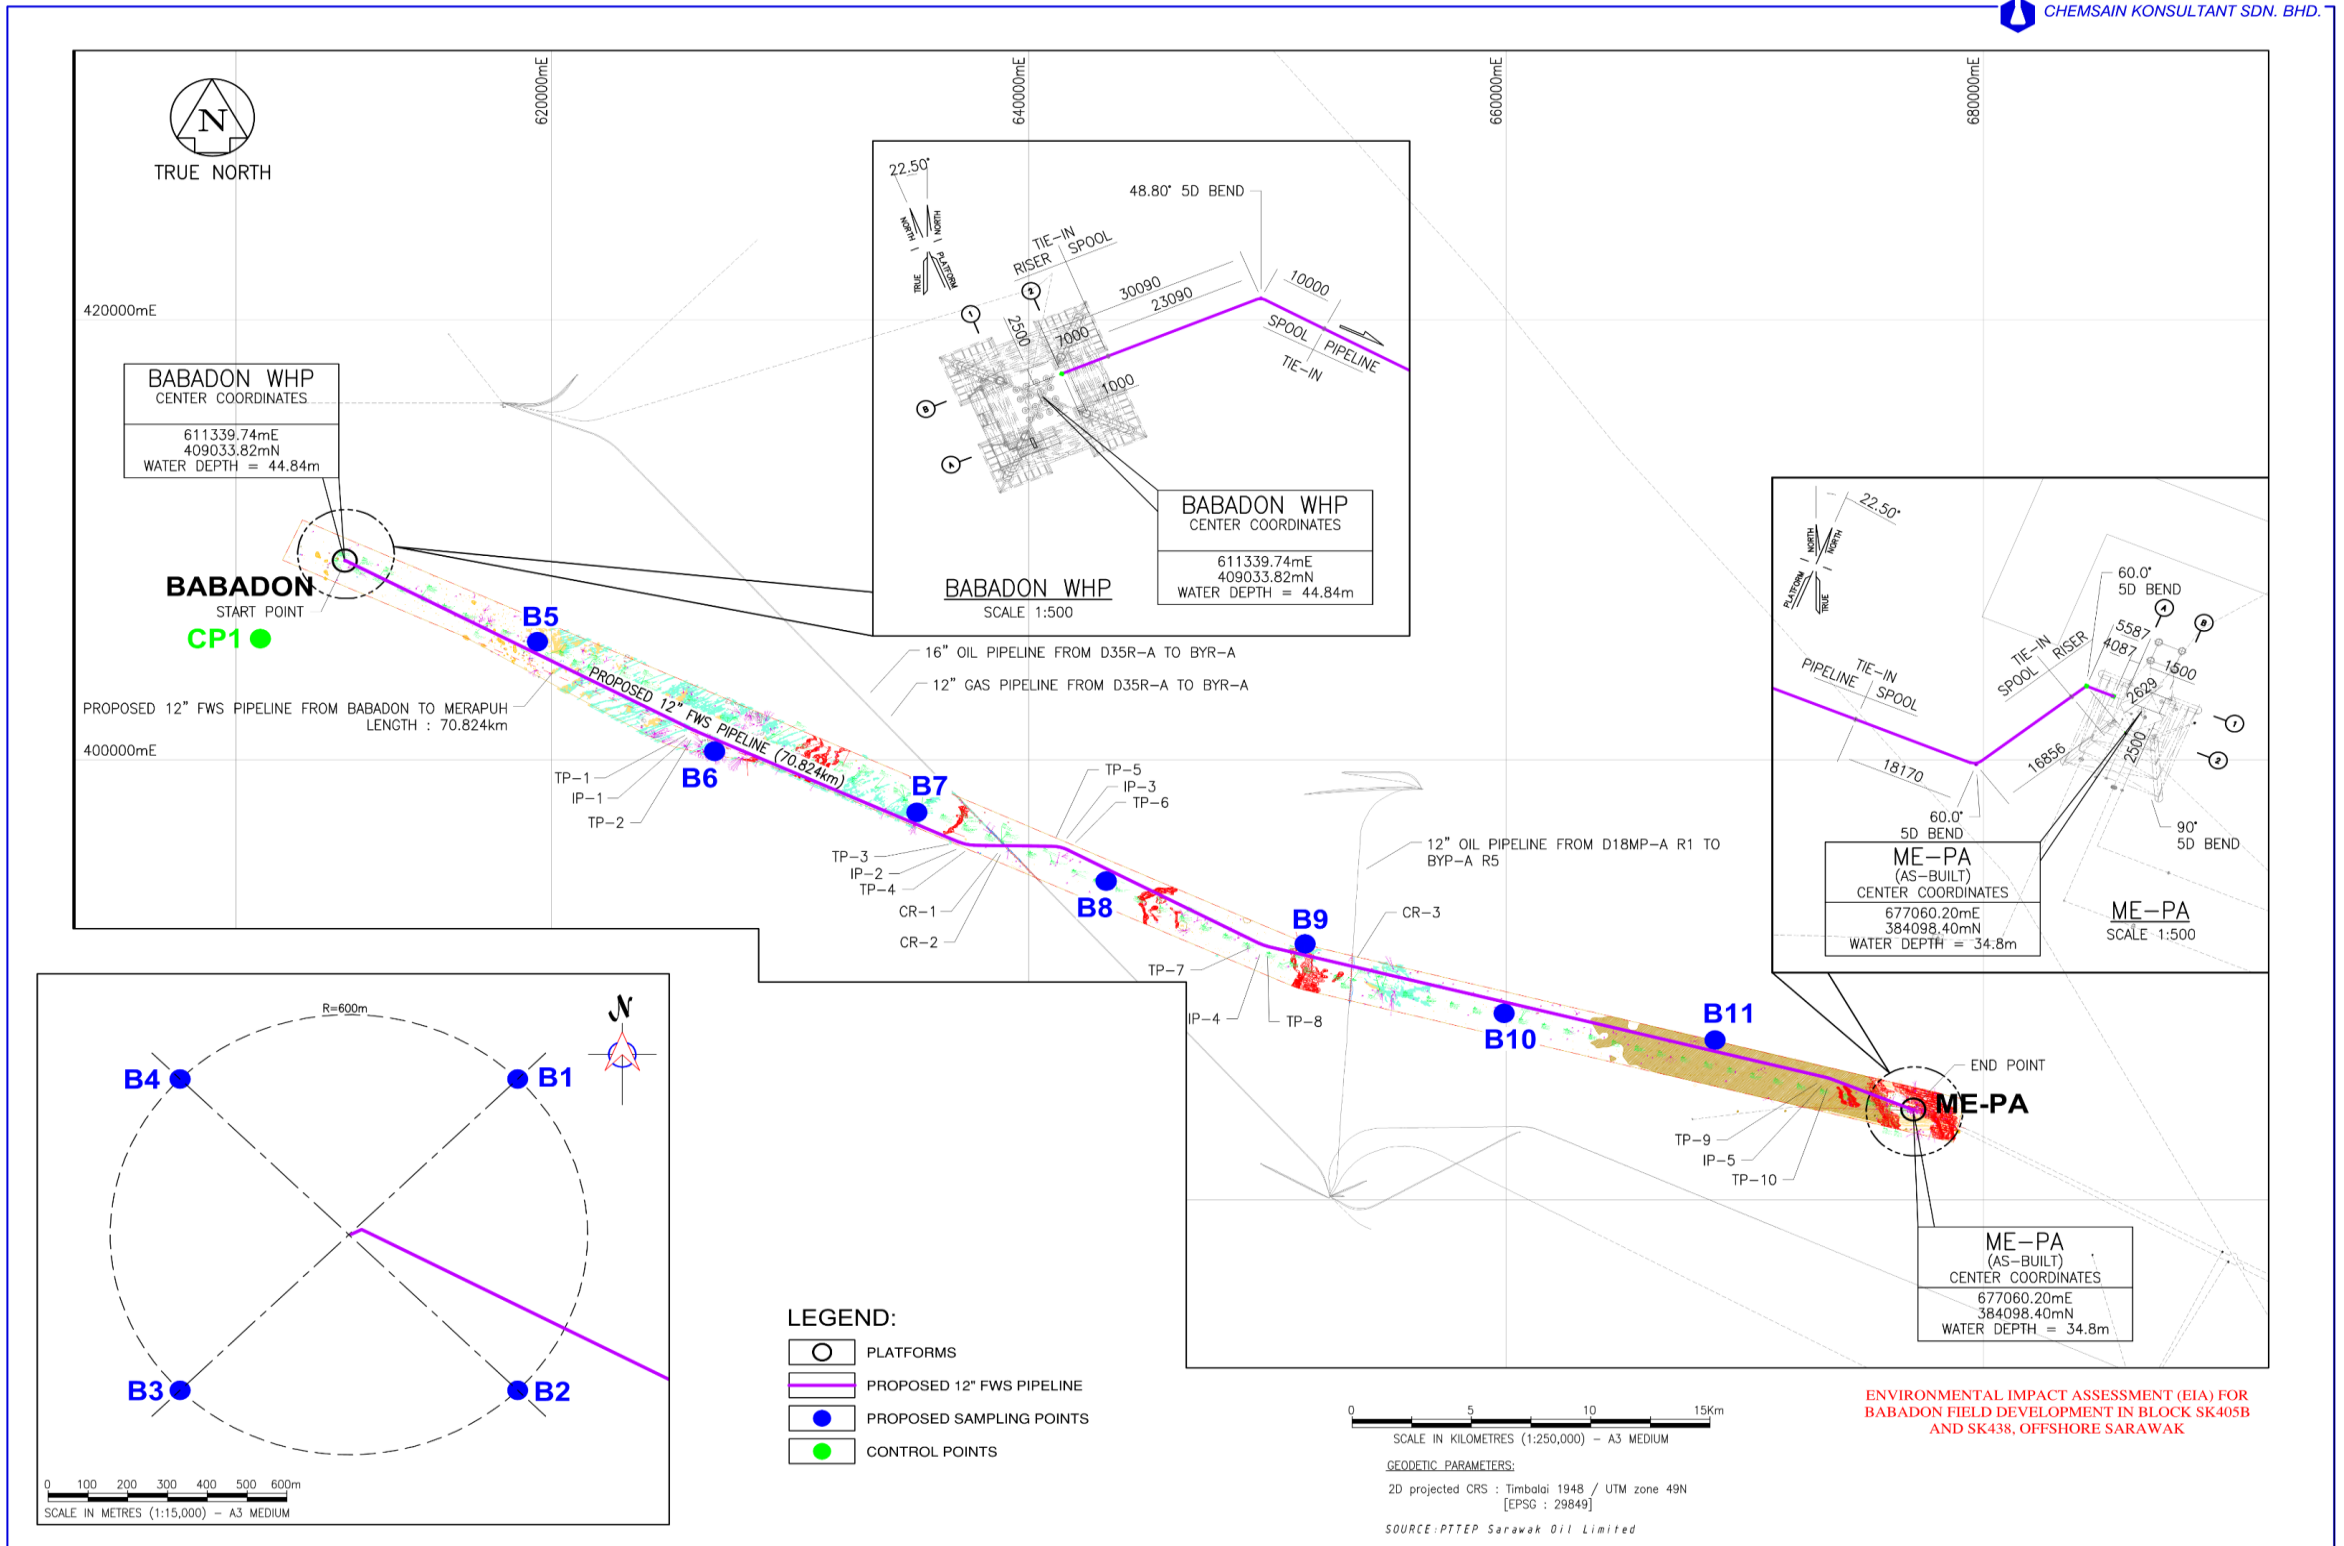 CHEMSAIN KONSULTANT SDN. BHD.
620000mE
640000mE
660000mE
680000mE
N
TRUE NORTH
420000mE
400000mE
BABADON WHP
CENTER COORDINATES
611339.74mE
409033.82mN
WATER DEPTH = 44.84m
BABADON
START POINT
CP1
B5
PROPOSED 12" FWS PIPELINE FROM BABADON TO MERAPUH
LENGTH : 70.824km
PROPOSED 12" FWS PIPELINE (70.824km)
TP-1
IP-1
TP-2
B6
B7
TP-3
IP-2
TP-4
CR-1
CR-2
TP-5
IP-3
TP-6
B8
16" OIL PIPELINE FROM D35R-A TO BYR-A
12" GAS PIPELINE FROM D35R-A TO BYR-A
B9
TP-7
IP-4
TP-8
CR-3
12" OIL PIPELINE FROM D18MP-A R1 TO
BYP-A R5
B10
B11
TP-9
IP-5
TP-10
END POINT
ME-PA
ME-PA
(AS-BUILT)
CENTER COORDINATES
677060.20mE
384098.40mN
WATER DEPTH = 34.8m
22.50°
TRUE NORTH
PLATFORM NORTH
48.80° 5D BEND
TIE-IN
RISER SPOOL
30090
23090
10000
2500
7000
1000
1
2
B
A
SPOOL PIPELINE
TIE-IN
BABADON WHP
CENTER COORDINATES
611339.74mE
409033.82mN
WATER DEPTH = 44.84m
BABADON WHP
SCALE 1:500
22.50°
PLATFORM NORTH
TRUE NORTH
60.0°
5D BEND
A
B
5587
4087
1500
TIE-IN
SPOOL RISER
2629
2500
TIE-IN
PIPELINE SPOOL
18170
16856
1
2
60.0°
5D BEND
90°
5D BEND
ME-PA
(AS-BUILT)
CENTER COORDINATES
677060.20mE
384098.40mN
WATER DEPTH = 34.8m
ME-PA
SCALE 1:500
R=600m
N
B4
B1
B3
B2
0 100 200 300 400 500 600m
SCALE IN METRES (1:15,000) - A3 MEDIUM
LEGEND:
PLATFORMS
PROPOSED 12" FWS PIPELINE
PROPOSED SAMPLING POINTS
CONTROL POINTS
0 5 10 15Km
SCALE IN KILOMETRES (1:250,000) - A3 MEDIUM
GEODETIC PARAMETERS:
2D projected CRS : Timbalai 1948 / UTM zone 49N
[EPSG : 29849]
SOURCE:PTTEP Sarawak Oil Limited
ENVIRONMENTAL IMPACT ASSESSMENT (EIA) FOR
BABADON FIELD DEVELOPMENT IN BLOCK SK405B
AND SK438, OFFSHORE SARAWAK